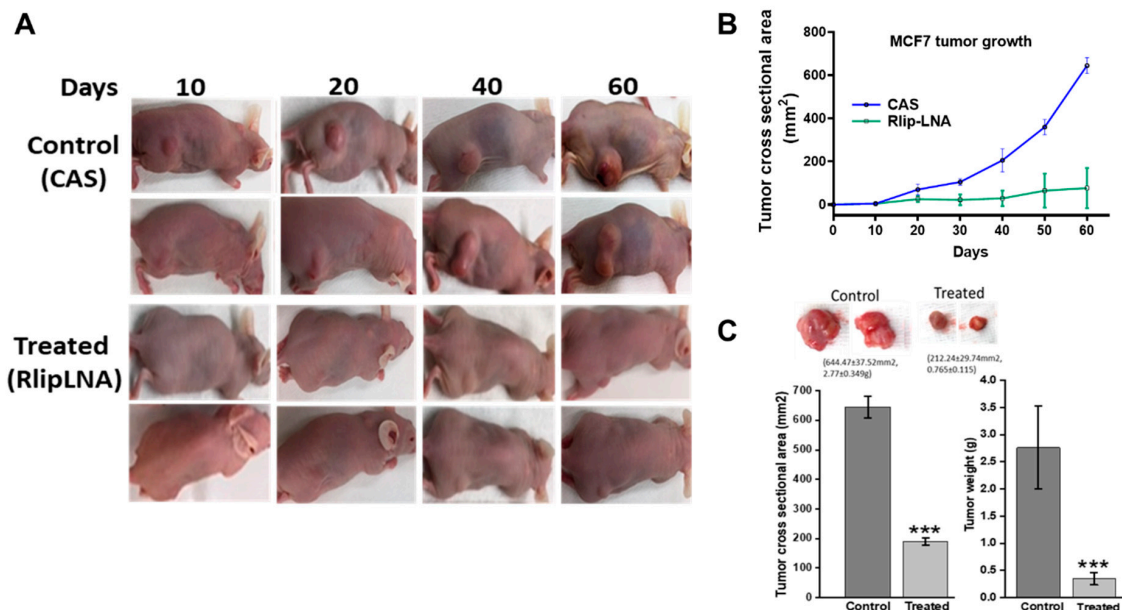 A
Days 10 20 40 60
Control
(CAS)
Treated
(RlipLNA)
B
MCF7 tumor growth
Tumor cross sectional area
(mm2)
800
600
400
200
0
CAS
Rlip-LNA
0 10 20 30 40 50 60
Days
C
Control Treated
(644.47±37.52mm2,
2.77±0.349g)
(212.24±29.74mm2,
0.765±0.115)
Tumor cross sectional area (mm2)
700
600
500
400
300
200
100
0
***
Control Treated
Tumor weight (g)
4.0
3.5
3.0
2.5
2.0
1.5
1.0
0.5
0.0
***
Control Treated